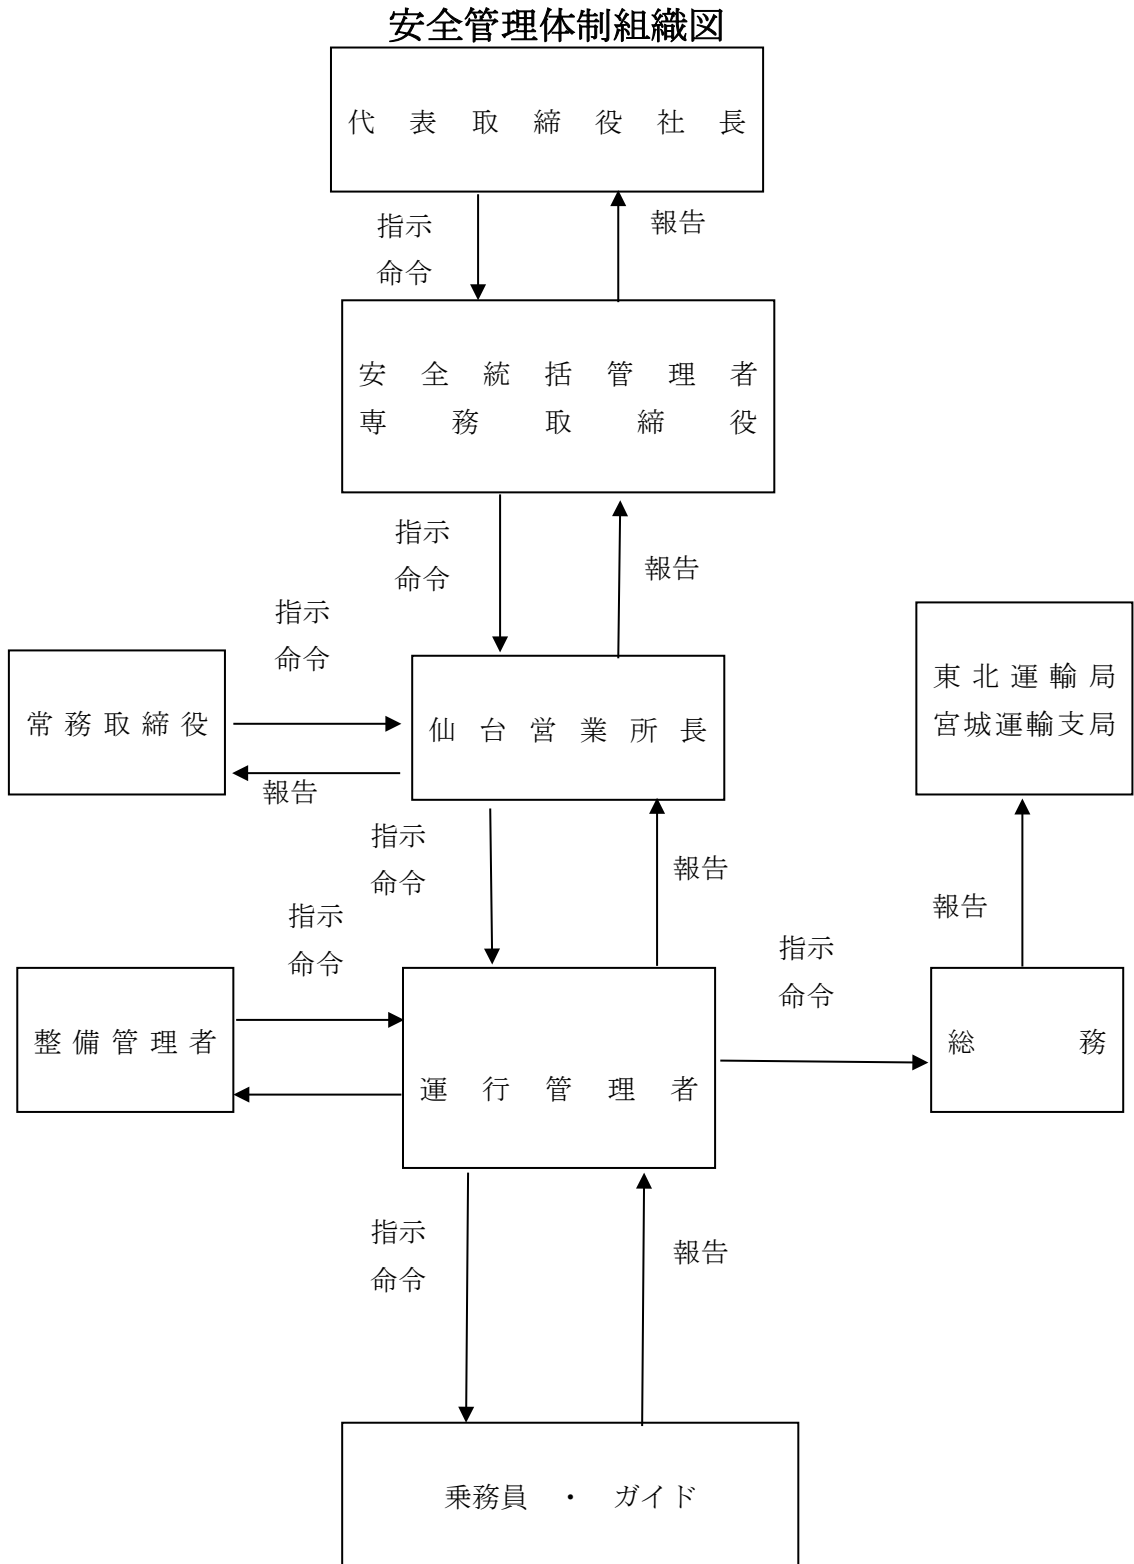 安全管理体制組織図
代表取締役社長
指示
命令
報告
安全統括管理者
専務取締役
指示
命令
報告
指示
命令
常務取締役
報告
仙台営業所長
東北運輸局
宮城運輸支局
指示
命令
報告
報告
指示
命令
指示
命令
整備管理者
運行管理者
総務
指示
命令
報告
乗務員 ・ ガイド